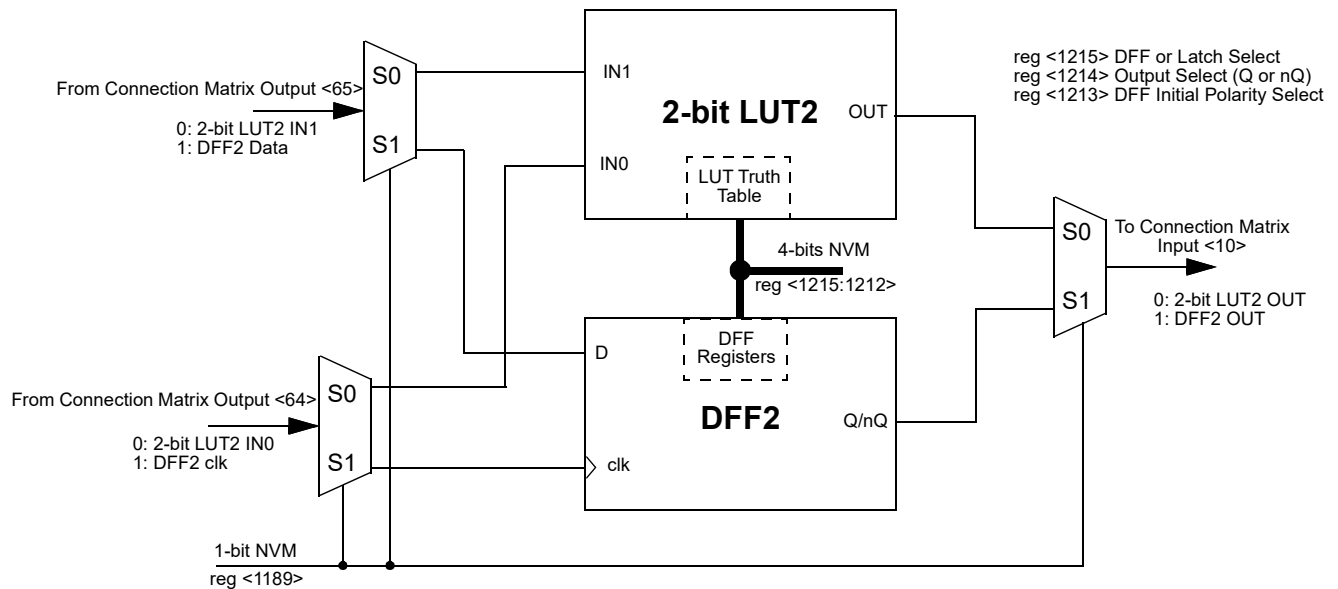 From Connection Matrix Output <65>
0: 2-bit LUT2 IN1
1: DFF2 Data
S0
S1
IN1
IN0
2-bit LUT2
OUT
LUT Truth
Table
reg <1215> DFF or Latch Select
reg <1214> Output Select (Q or nQ)
reg <1213> DFF Initial Polarity Select
4-bits NVM
reg <1215:1212>
S0
S1
To Connection Matrix
Input <10>
0: 2-bit LUT2 OUT
1: DFF2 OUT
From Connection Matrix Output <64>
0: 2-bit LUT2 IN0
1: DFF2 clk
S0
S1
D
clk
DFF
Registers
DFF2
Q/nQ
1-bit NVM
reg <1189>